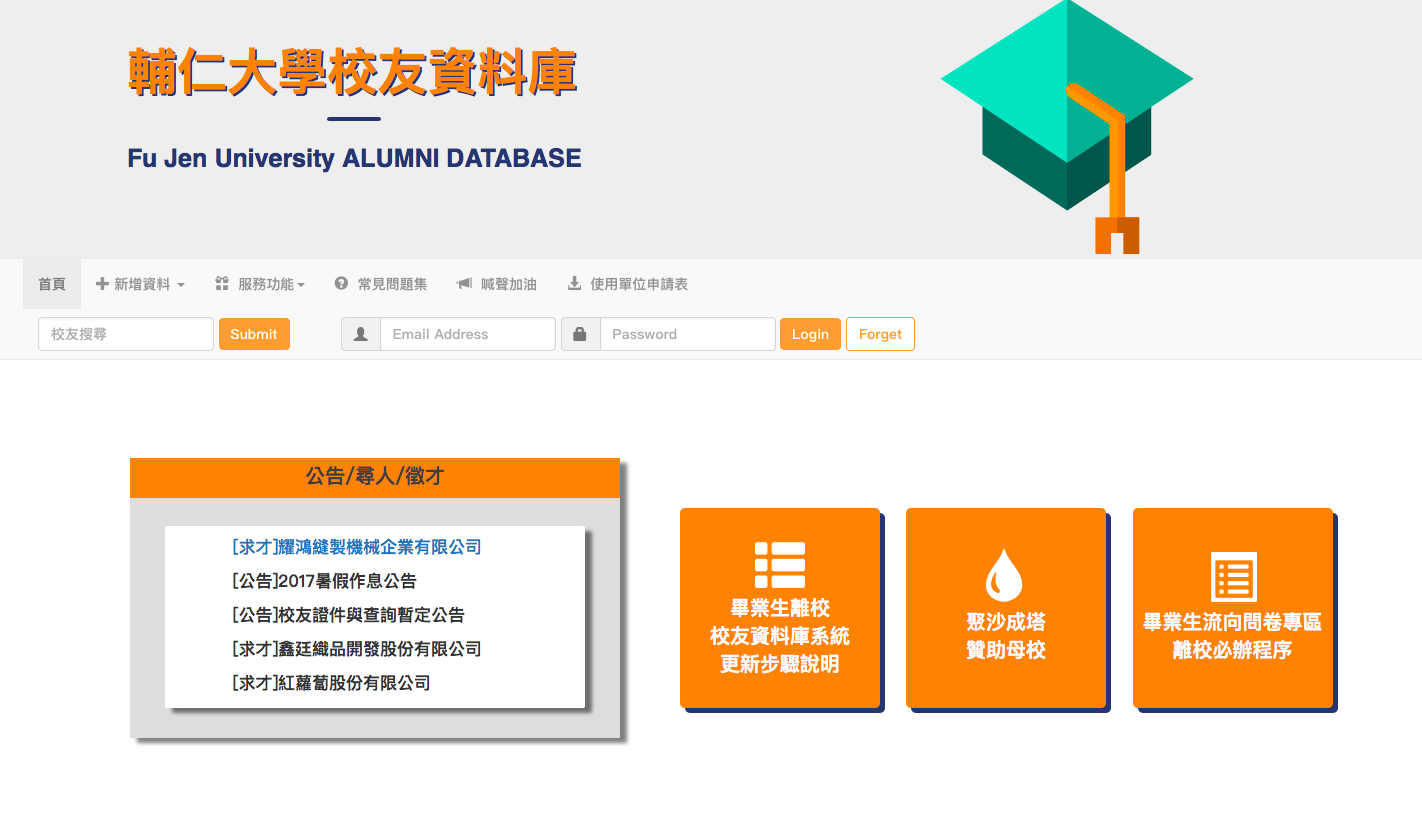 輔仁大學校友資料庫
Fu Jen University ALUMNI DATABASE
首頁 新增資料 服務功能 常見問題集 喊聲加油 使用單位申請表
校友搜尋 Submit Email Address Password Login Forget
公告/尋人/徵才
[求才]耀鴻縫製機械企業有限公司
[公告]2017暑假作息公告
[公告]校友證件與查詢暫定公告
[求才]鑫廷織品開發股份有限公司
[求才]紅蘿蔔股份有限公司
畢業生離校
校友資料庫系統
更新步驟說明
聚沙成塔
贊助母校
畢業生流向問卷專區
離校必辦程序